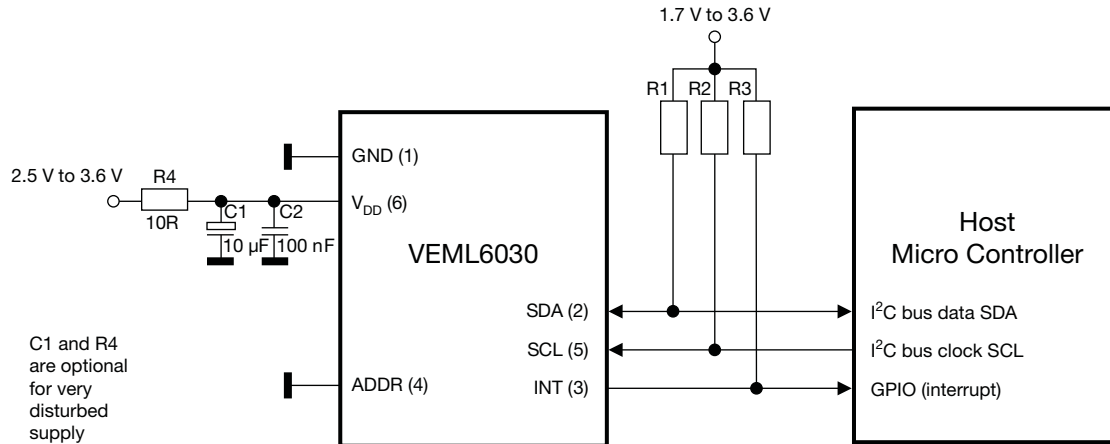 1.7 V to 3.6 V
R1 R2 R3
GND (1)
2.5 V to 3.6 V
R4
10R
C1
10 µF
C2
100 nF
V_DD (6)
VEML6030
Host
Micro Controller
SDA (2)
I²C bus data SDA
SCL (5)
I²C bus clock SCL
ADDR (4)
INT (3)
GPIO (interrupt)
C1 and R4
are optional
for very
disturbed
supply